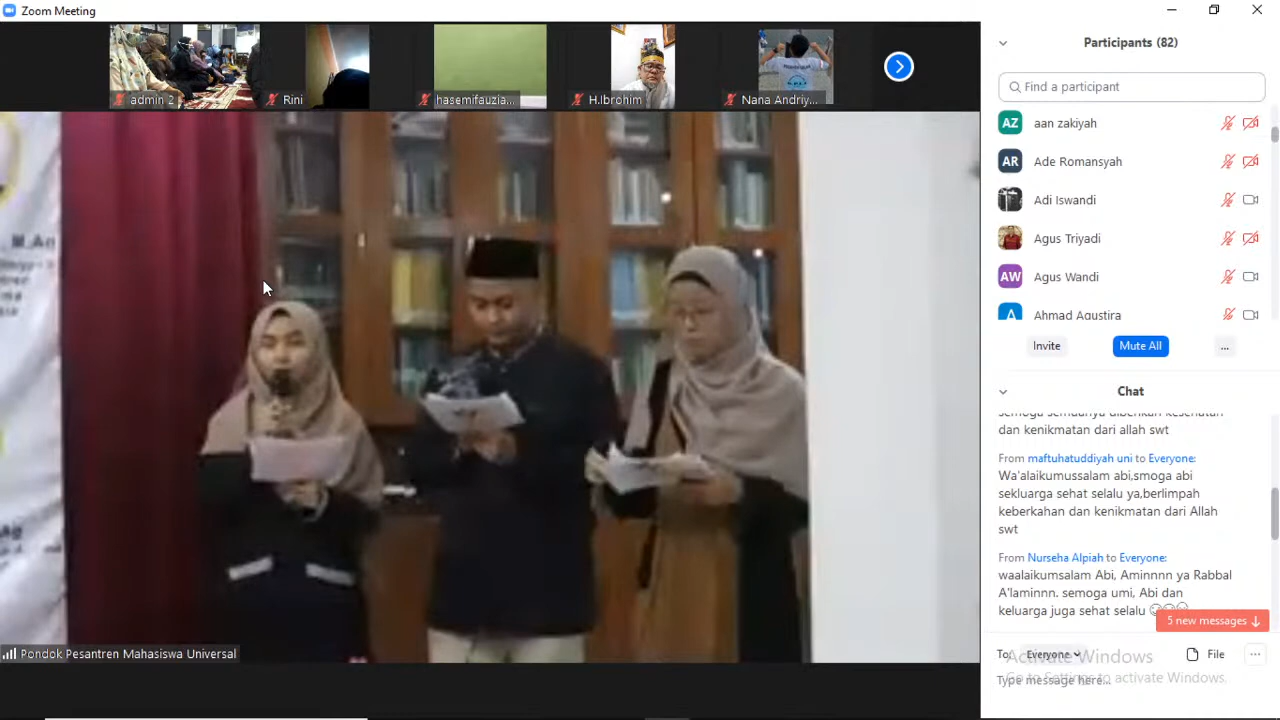 Zoom Meeting
admin 2
Rini
hasemifauzia...
H.Ibrohim
Nana Andriy...
Participants (82)
Find a participant
AZ aan zakiyah
AR Ade Romansyah
Adi Iswandi
Agus Triyadi
AW Agus Wandi
A Ahmad Agustira
Invite
Mute All
...
Chat
semoga semuanya diberikan kesehatan
dan kenikmatan dari allah swt
From maftuhatuddiyah uni to Everyone:
Wa'alaikumussalam abi,smoga abi
sekluarga sehat selalu ya,berlimpah
keberkahan dan kenikmatan dari Allah
swt
From Nurseha Alpiah to Everyone:
waalaikumsalam Abi, Aminnnn ya Rabbal
A'laminnn. semoga umi, Abi dan
keluarga juga sehat selalu
5 new messages
To: Everyone
File
...
Activate Windows
Go to Settings to activate Windows.
Type message here...
M.An
Pondok Pesantren Mahasiswa Universal